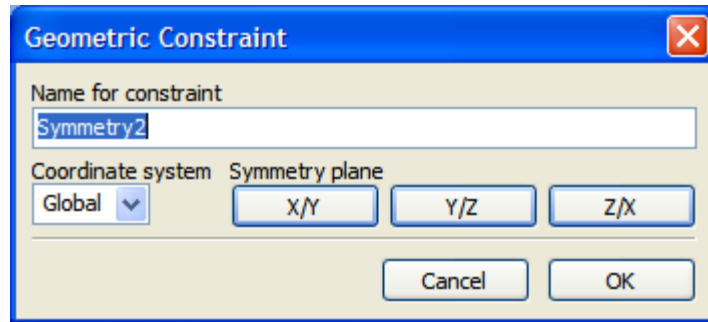 Geometric Constraint
Name for constraint
Symmetry2
Coordinate system Symmetry plane
Global X/Y Y/Z Z/X
Cancel OK